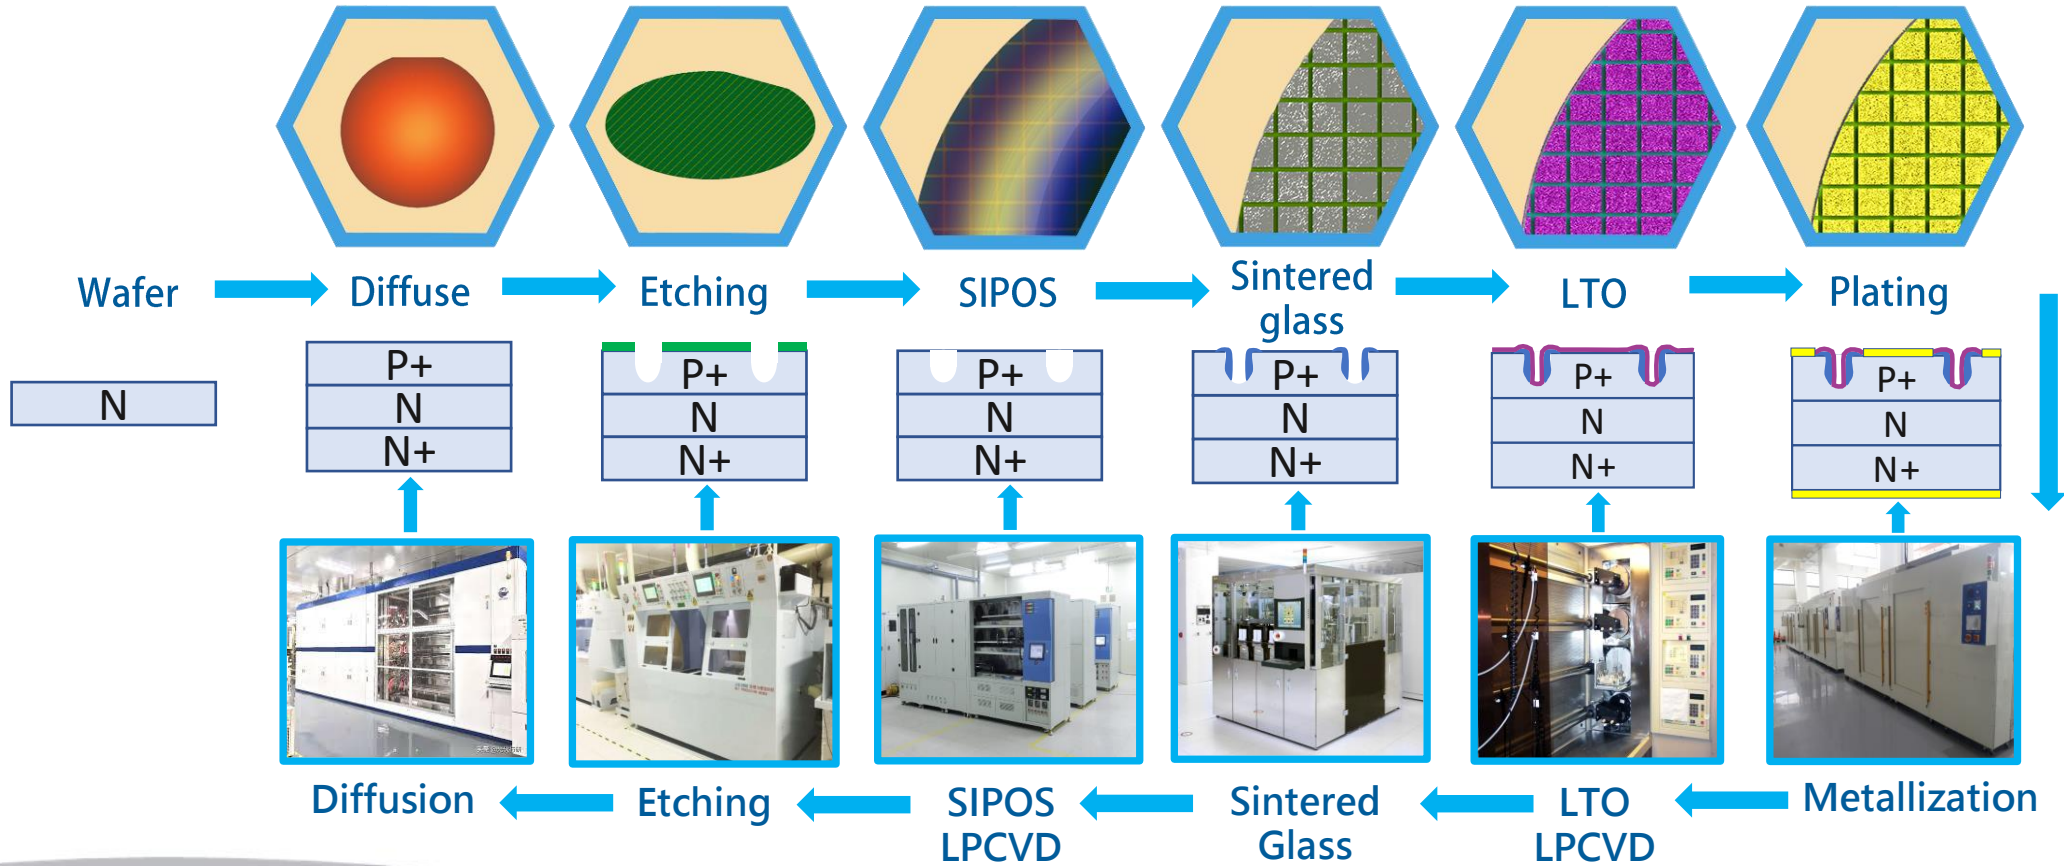 Wafer
Diffuse
Etching
SIPOS
Sintered
glass
LTO
Plating
N
P+
N
N+
P+
N
N+
P+
N
N+
P+
N
N+
P+
N
N+
P+
N
N+
Diffusion
Etching
SIPOS
LPCVD
Sintered
Glass
LTO
LPCVD
Metallization